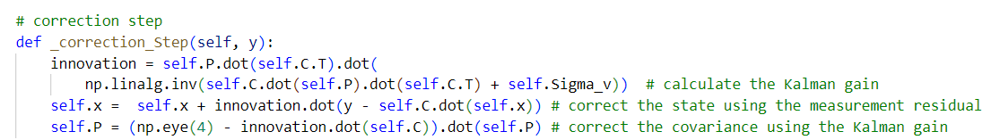 # correction step
def _correction_Step(self, y):
    innovation = self.P.dot(self.C.T).dot(
        np.linalg.inv(self.C.dot(self.P).dot(self.C.T) + self.Sigma_v))  # calculate the Kalman gain
    self.x =  self.x + innovation.dot(y - self.C.dot(self.x)) # correct the state using the measurement residual
    self.P = (np.eye(4) - innovation.dot(self.C)).dot(self.P) # correct the covariance using the Kalman gain